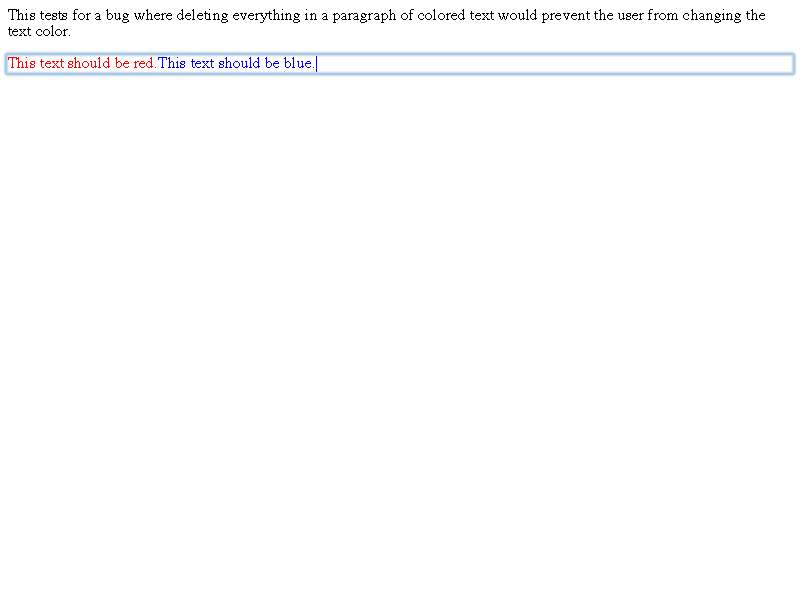 This tests for a bug where deleting everything in a paragraph of colored text would prevent the user from changing the
text color.
This text should be red.This text should be blue.